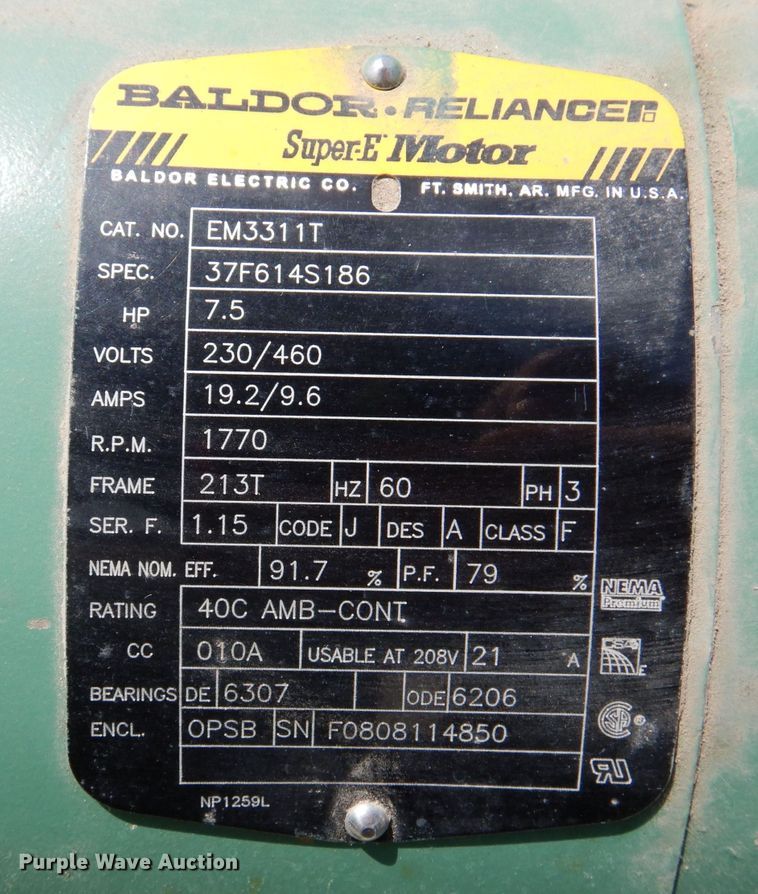 BALDOR • RELIANCER
Super-E Motor
BALDOR ELECTRIC CO. FT. SMITH, AR. MFG. IN U.S.A.
CAT. NO. EM3311T
SPEC. 37F614S186
HP 7.5
VOLTS 230/460
AMPS 19.2/9.6
R.P.M. 1770
FRAME 213T HZ 60 PH 3
SER. F. 1.15 CODE J DES A CLASS F
NEMA NOM. EFF. 91.7 % P.F. 79 %
NEMA
Premium
RATING 40C AMB-CONT.
CC 010A USABLE AT 208V 21 A
E
BEARINGS DE 6307 ODE 6206
ENCL. OPSB SN F0808114850
®
NP1259L
Purple Wave Auction